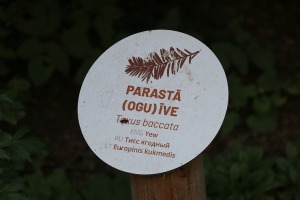 PARASTĀ
(OGU) ĪVE
Taxus baccata
ENG Yew
RU Тисс ягодный
LT Europinis kukmedis